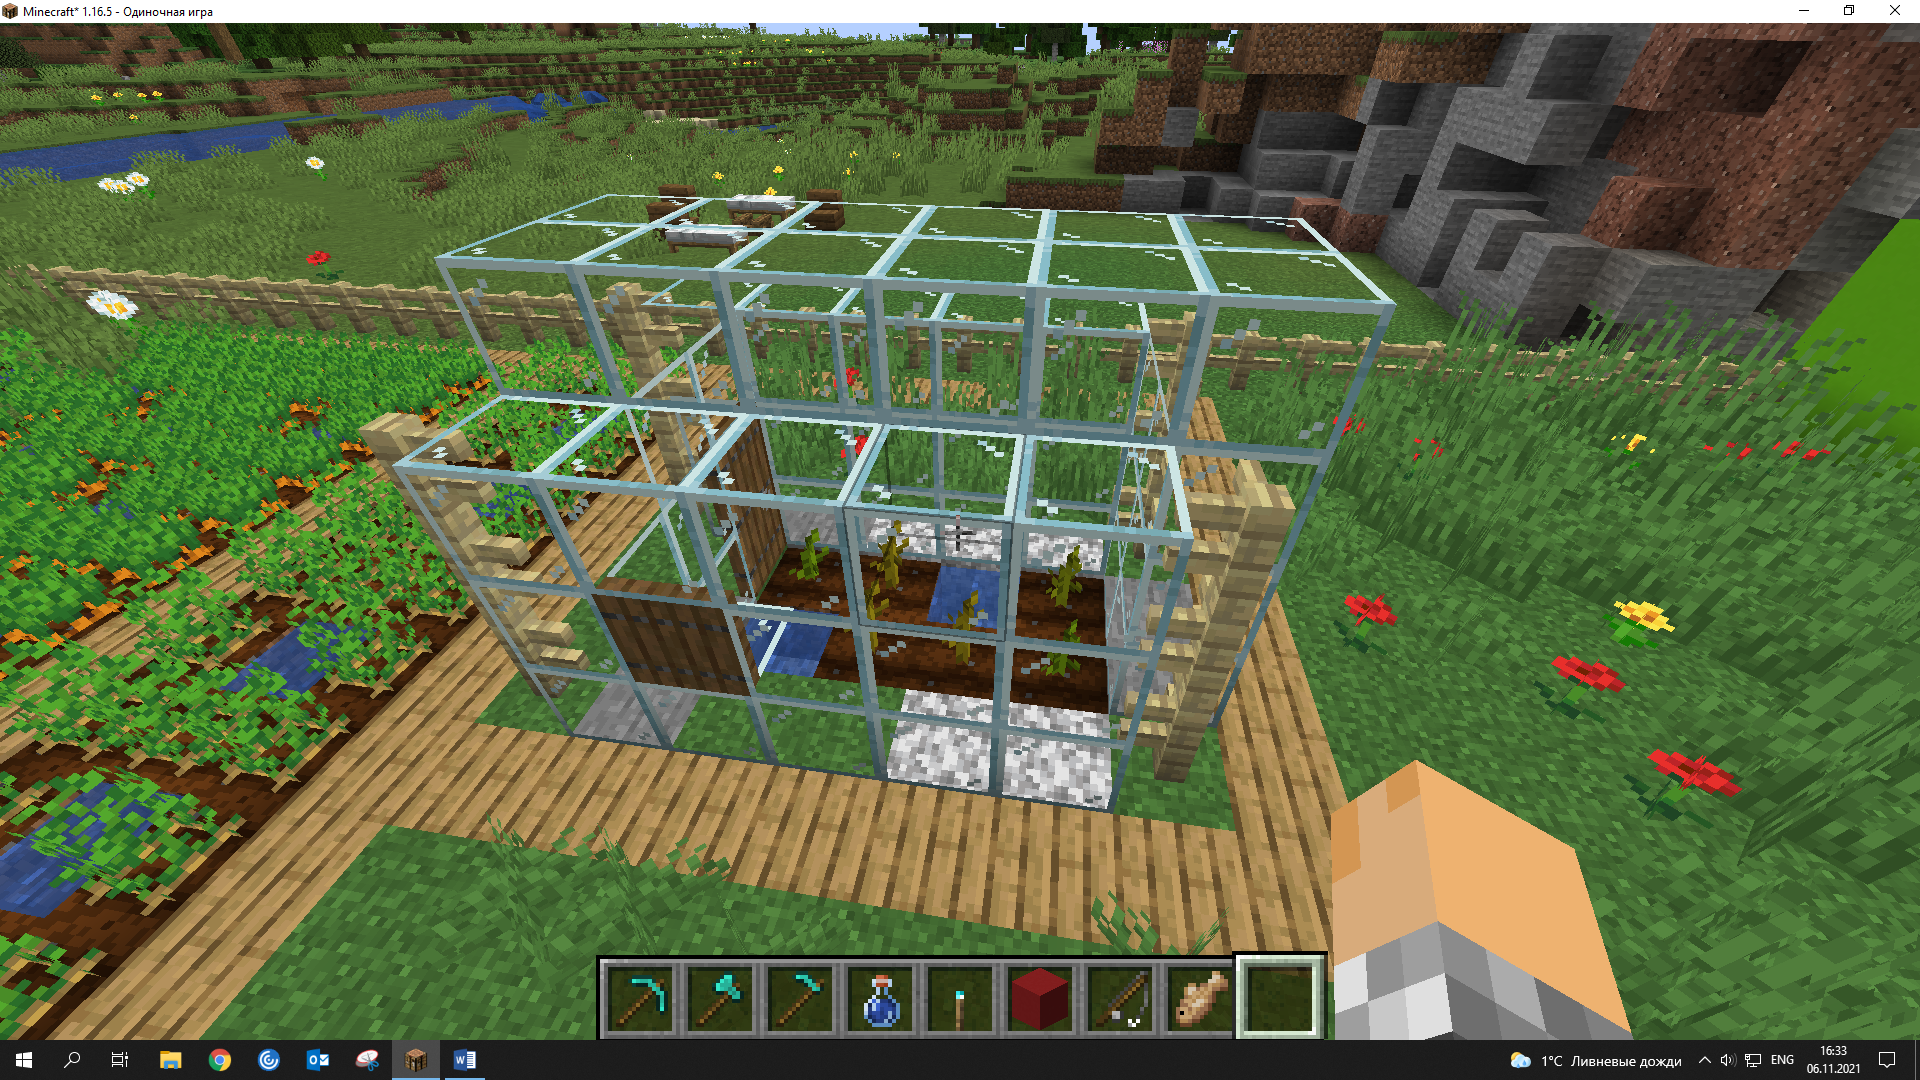 Minecraft* 1.16.5 - Одиночная игра
1°C Ливневые дожди
ENG
16:33
06.11.2021